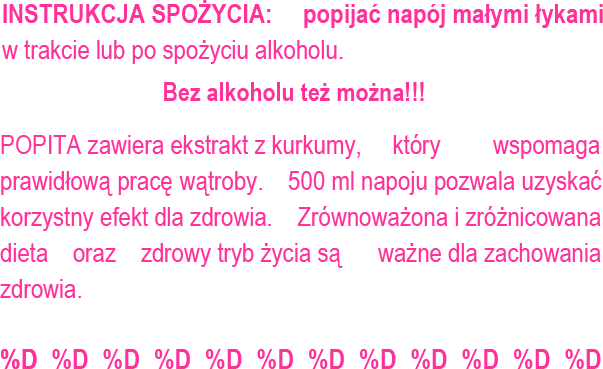 INSTRUKCJA SPOŻYCIA: popijać napój małymi łykami
w trakcie lub po spożyciu alkoholu.
Bez alkoholu też można!!!
POPITA zawiera ekstrakt z kurkumy, który wspomaga
prawidłową pracę wątroby. 500 ml napoju pozwala uzyskać
korzystny efekt dla zdrowia. Zrównoważona i zróżnicowana
dieta oraz zdrowy tryb życia są ważne dla zachowania
zdrowia.
%D %D %D %D %D %D %D %D %D %D %D %D